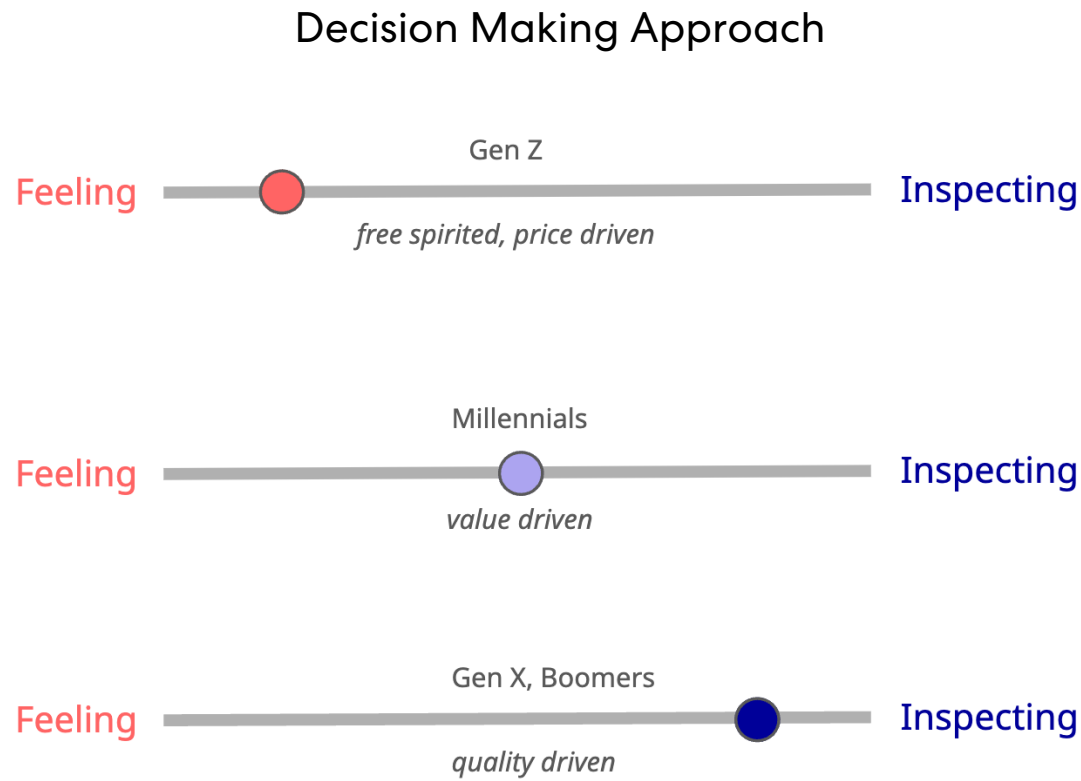 Decision Making Approach
Gen Z
Feeling
Inspecting
free spirited, price driven
Millennials
Feeling
Inspecting
value driven
Gen X, Boomers
Feeling
Inspecting
quality driven